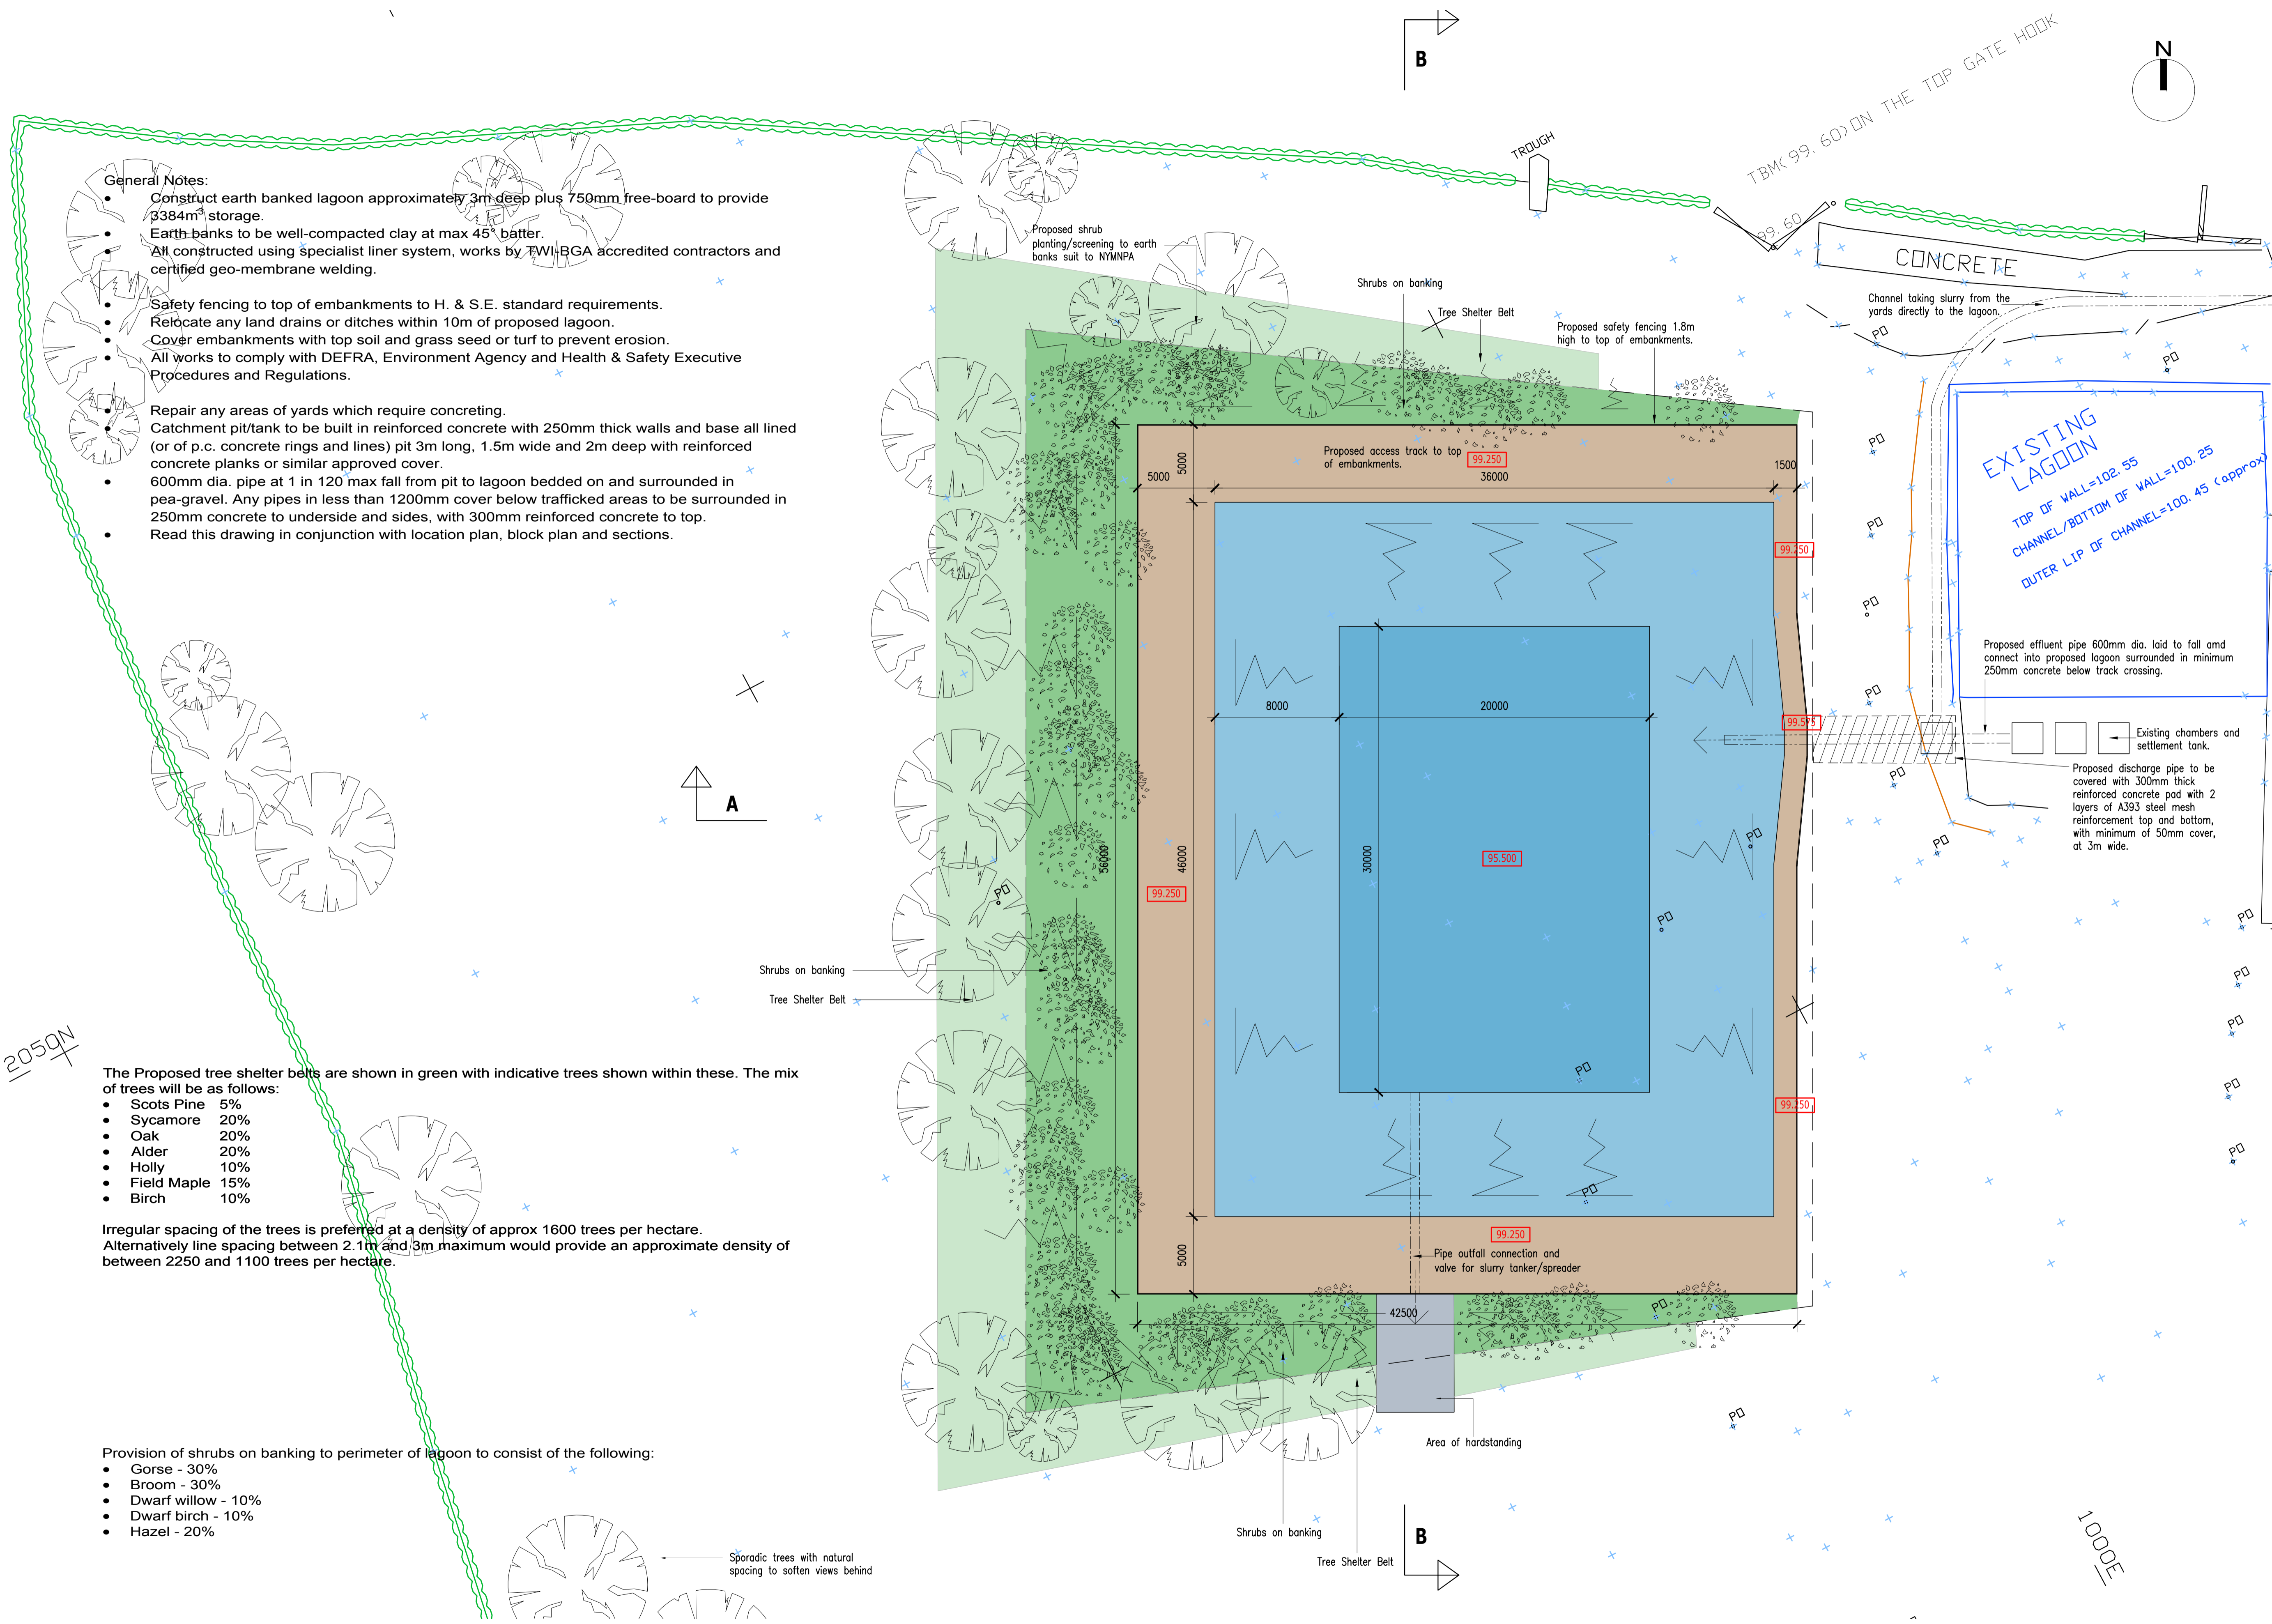 B
N
TBM( 99. 60) ON THE TOP GATE HOOK
TROUGH
99. 60
CONCRETE
General Notes:
• Construct earth banked lagoon approximately 3m deep plus 750mm free-board to provide
3384m³ storage.
• Earth banks to be well-compacted clay at max 45° batter.
• All constructed using specialist liner system, works by TWI-BGA accredited contractors and
certified geo-membrane welding.
• Safety fencing to top of embankments to H. & S.E. standard requirements.
• Relocate any land drains or ditches within 10m of proposed lagoon.
• Cover embankments with top soil and grass seed or turf to prevent erosion.
• All works to comply with DEFRA, Environment Agency and Health & Safety Executive
Procedures and Regulations.
• Repair any areas of yards which require concreting.
• Catchment pit/tank to be built in reinforced concrete with 250mm thick walls and base all lined
(or of p.c. concrete rings and lines) pit 3m long, 1.5m wide and 2m deep with reinforced
concrete planks or similar approved cover.
• 600mm dia. pipe at 1 in 120 max fall from pit to lagoon bedded on and surrounded in
pea-gravel. Any pipes in less than 1200mm cover below trafficked areas to be surrounded in
250mm concrete to underside and sides, with 300mm reinforced concrete to top.
• Read this drawing in conjunction with location plan, block plan and sections.
Proposed shrub
planting/screening to earth
banks suit to NYMNPA
Shrubs on banking
Tree Shelter Belt
Proposed safety fencing 1.8m
high to top of embankments.
Channel taking slurry from the
yards directly to the lagoon.
PO
PO
EXISTING
LAGOON
TOP OF WALL=102. 55
CHANNEL/BOTTOM OF WALL=100. 25
OUTER LIP OF CHANNEL=100. 45 (approx)
Proposed access track to top
of embankments.
99.250
5000
5000
36000
1500
99.250
PO
PO
PO
PO
Proposed effluent pipe 600mm dia. laid to fall amd
connect into proposed lagoon surrounded in minimum
250mm concrete below track crossing.
8000
20000
99.575
Existing chambers and
settlement tank.
Proposed discharge pipe to be
covered with 300mm thick
reinforced concrete pad with 2
layers of A393 steel mesh
reinforcement top and bottom,
with minimum of 50mm cover,
at 3m wide.
PO
PO
PO
A
56000
46000
30000
95.500
99.250
PO
PO
PO
Shrubs on banking
Tree Shelter Belt
PO
PO
2050N
PO
PO
PO
99.250
PO
PO
The Proposed tree shelter belts are shown in green with indicative trees shown within these. The mix
of trees will be as follows:
• Scots Pine 5%
• Sycamore 20%
• Oak 20%
• Alder 20%
• Holly 10%
• Field Maple 15%
• Birch 10%
Irregular spacing of the trees is preferred at a density of approx 1600 trees per hectare.
Alternatively line spacing between 2.1m and 3m maximum would provide an approximate density of
between 2250 and 1100 trees per hectare.
99.250
5000
Pipe outfall connection and
valve for slurry tanker/spreader
42500
PO
PO
Area of hardstanding
Provision of shrubs on banking to perimeter of lagoon to consist of the following:
• Gorse - 30%
• Broom - 30%
• Dwarf willow - 10%
• Dwarf birch - 10%
• Hazel - 20%
Shrubs on banking
Tree Shelter Belt
B
1000E
Sporadic trees with natural
spacing to soften views behind